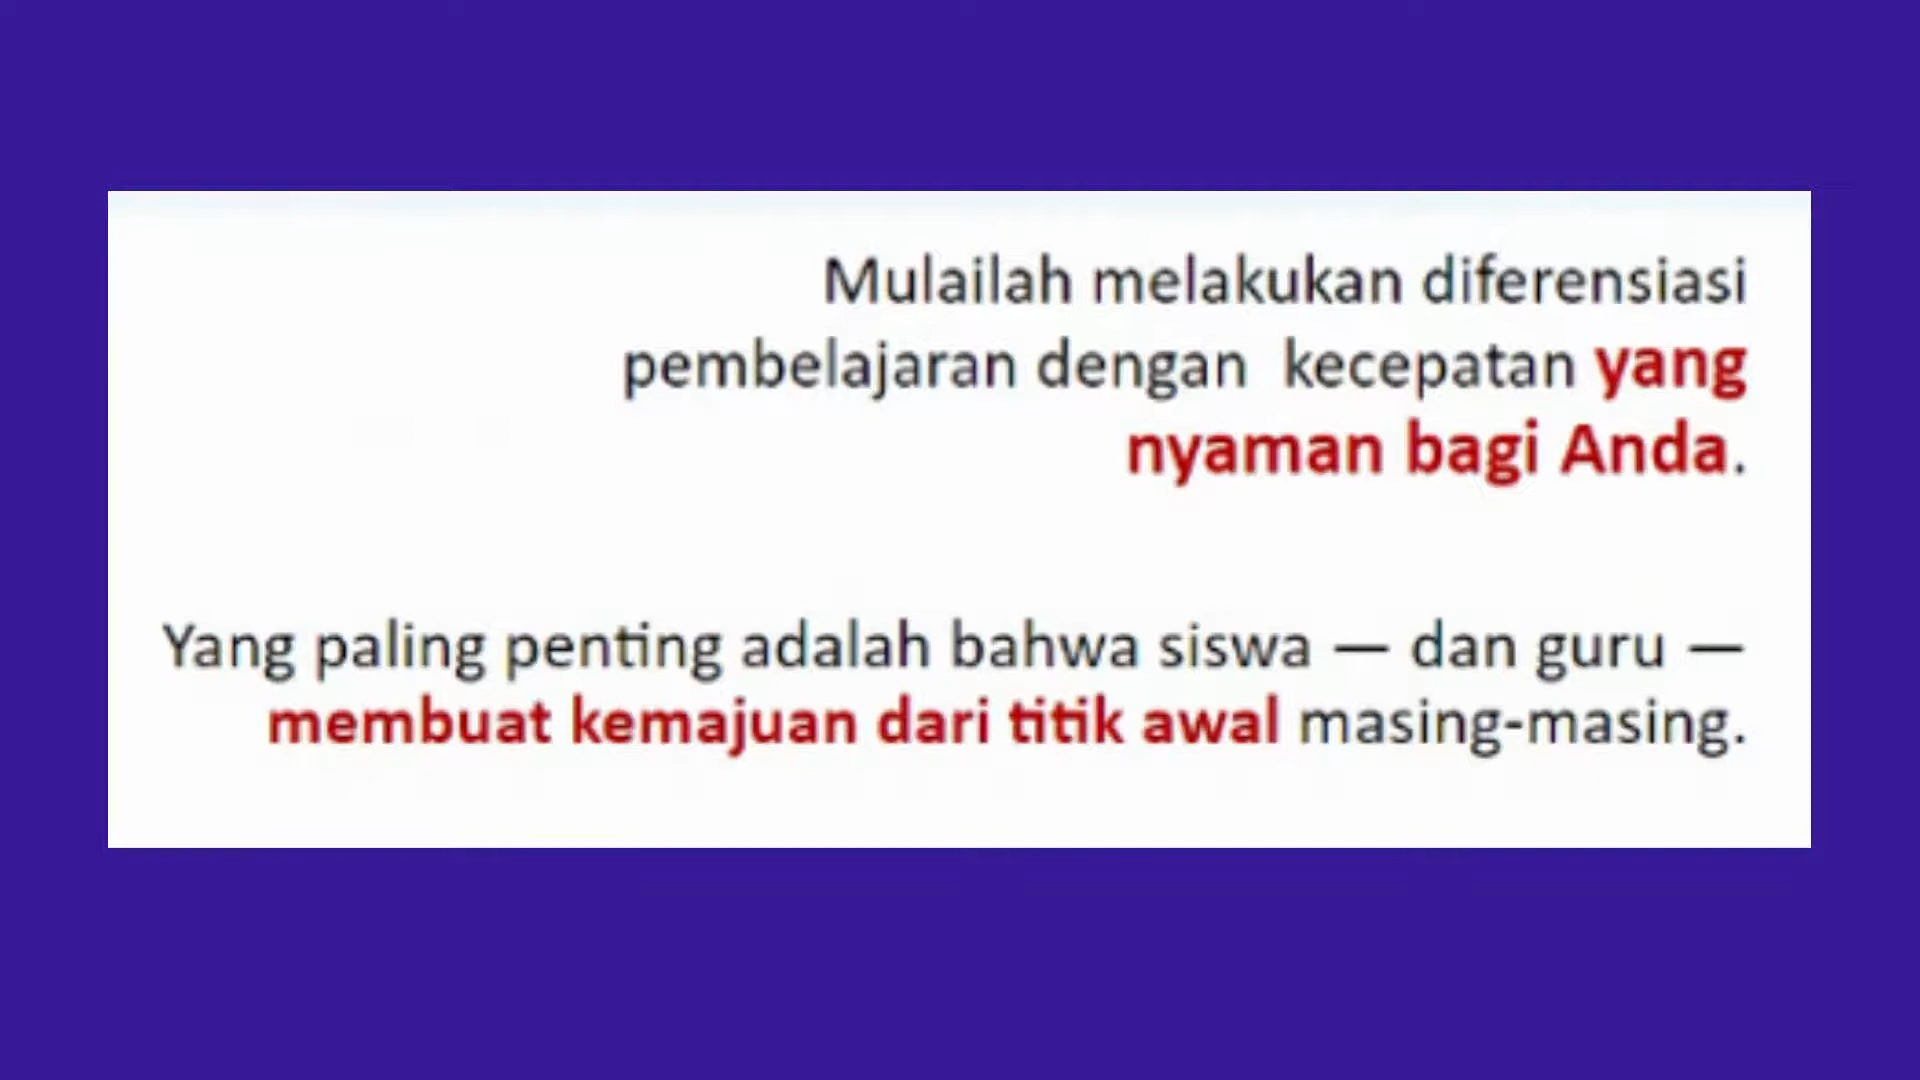 Mulailah melakukan diferensiasi
pembelajaran dengan kecepatan yang
nyaman bagi Anda.
Yang paling penting adalah bahwa siswa — dan guru —
membuat kemajuan dari titik awal masing-masing.